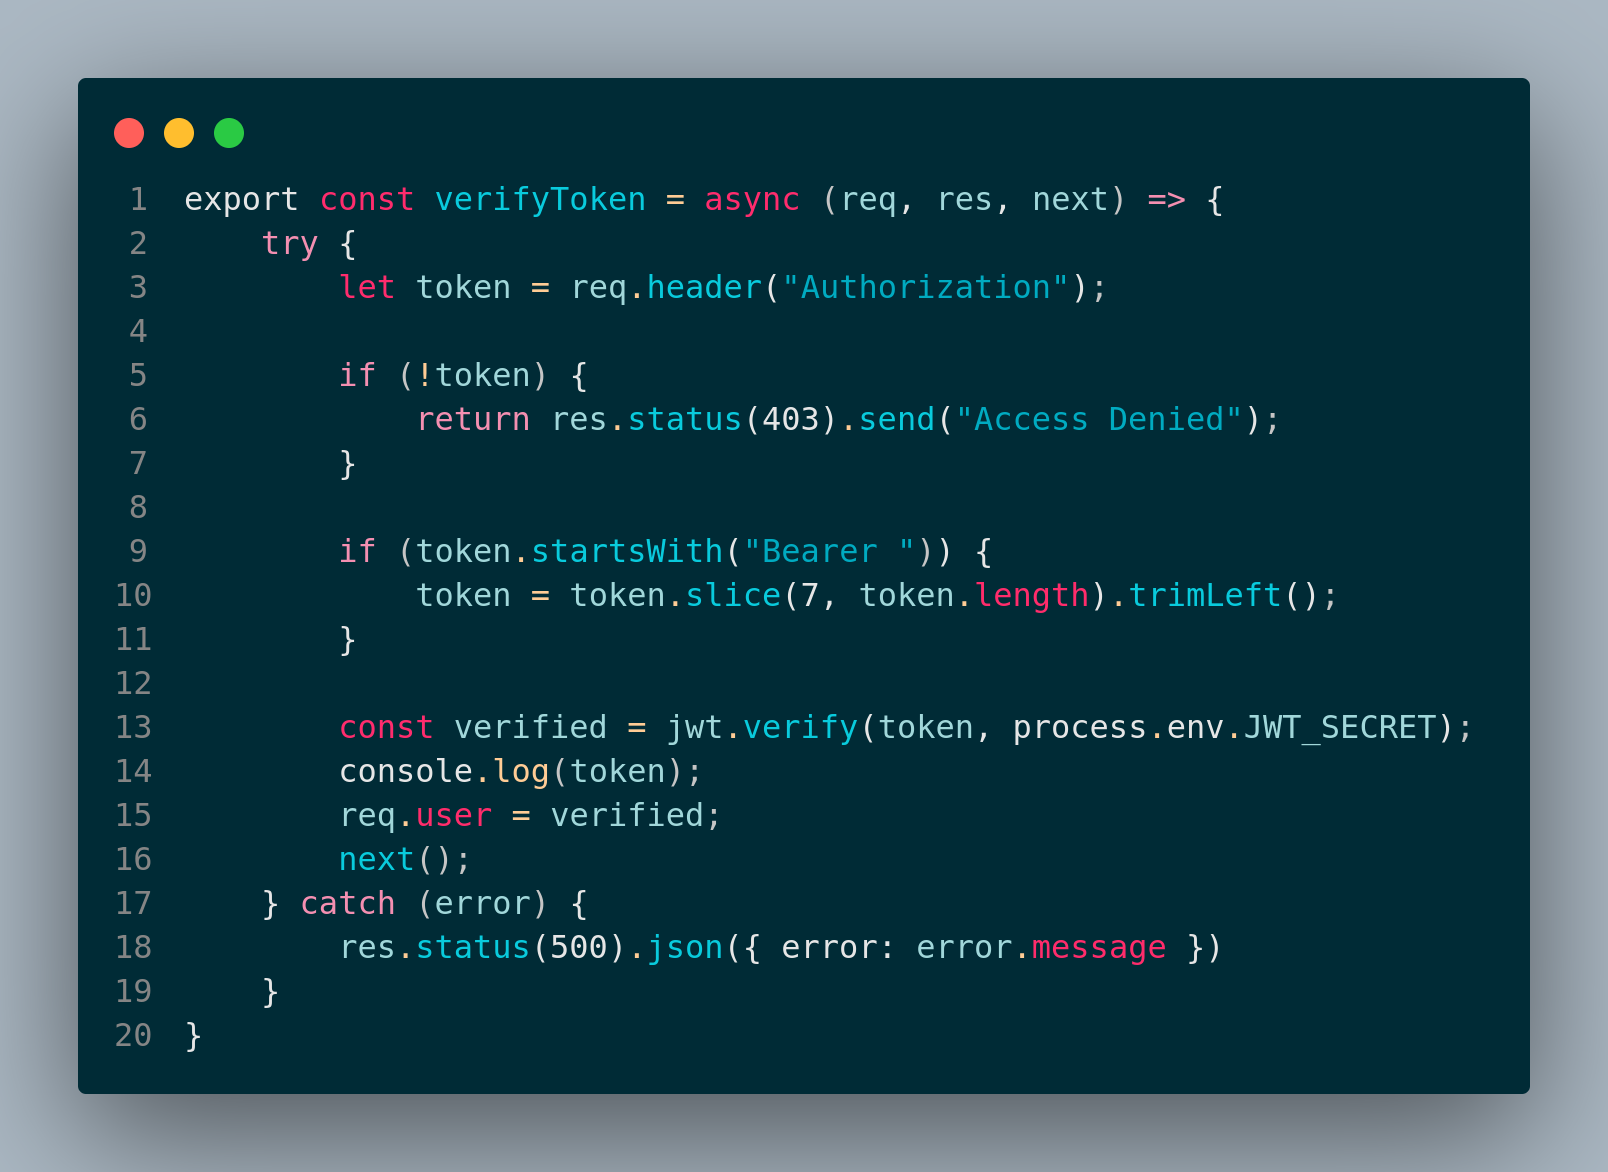 1 export const verifyToken = async (req, res, next) => {
2     try {
3         let token = req.header("Authorization");
4
5         if (!token) {
6             return res.status(403).send("Access Denied");
7         }
8
9         if (token.startsWith("Bearer ")) {
10             token = token.slice(7, token.length).trimLeft();
11         }
12
13         const verified = jwt.verify(token, process.env.JWT_SECRET);
14         console.log(token);
15         req.user = verified;
16         next();
17     } catch (error) {
18         res.status(500).json({ error: error.message })
19     }
20 }